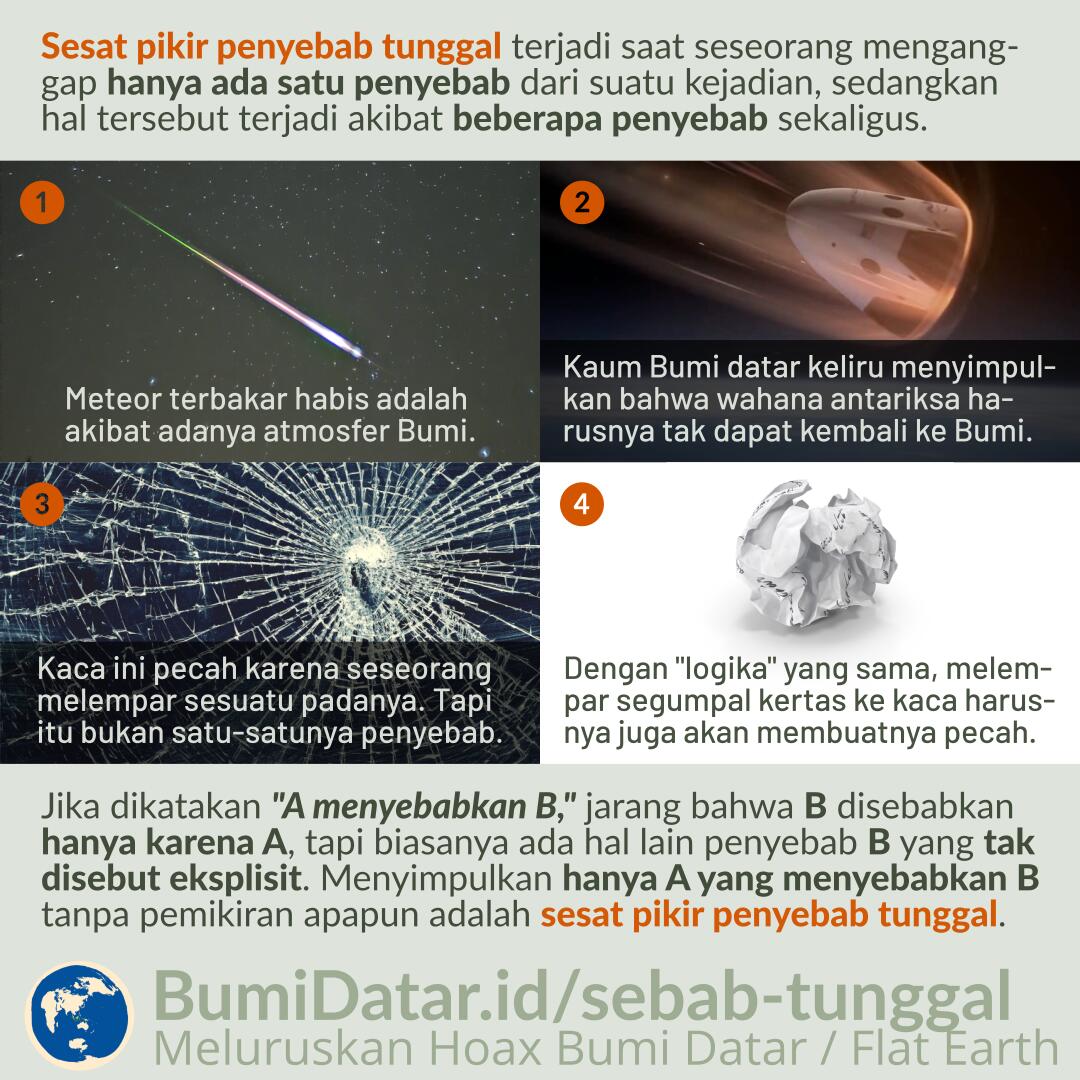 Sesat pikir penyebab tunggal terjadi saat seseorang mengang-
gap hanya ada satu penyebab dari suatu kejadian, sedangkan
hal tersebut terjadi akibat beberapa penyebab sekaligus.
1
Meteor terbakar habis adalah
akibat adanya atmosfer Bumi.
2
Kaum Bumi datar keliru menyimpul-
kan bahwa wahana antariksa ha-
rusnya tak dapat kembali ke Bumi.
3
Kaca ini pecah karena seseorang
melempar sesuatu padanya. Tapi
itu bukan satu-satunya penyebab.
4
Dengan "logika" yang sama, melem-
par segumpal kertas ke kaca harus-
nya juga akan membuatnya pecah.
Jika dikatakan "A menyebabkan B," jarang bahwa B disebabkan
hanya karena A, tapi biasanya ada hal lain penyebab B yang tak
disebut eksplisit. Menyimpulkan hanya A yang menyebabkan B
tanpa pemikiran apapun adalah sesat pikir penyebab tunggal.
BumiDatar.id/sebab-tunggal
Meluruskan Hoax Bumi Datar / Flat Earth